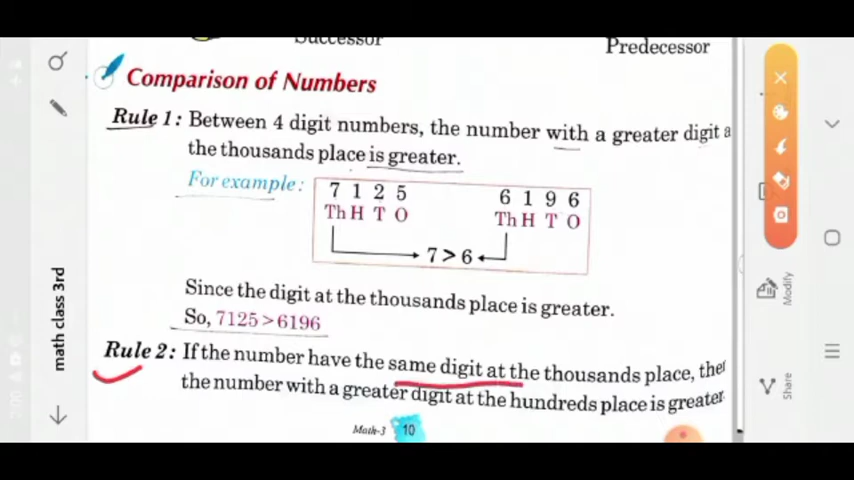 Successor
Predecessor
Comparison of Numbers
Rule 1: Between 4 digit numbers, the number with a greater digit a
the thousands place is greater.
For example:
7 1 2 5
6 1 9 6
Th H T O
Th H T O
7 > 6
Since the digit at the thousands place is greater.
So, 7125 > 6196
Rule 2: If the number have the same digit at the thousands place, the
the number with a greater digit at the hundreds place is greater
Math-3 10
math class 3rd
Modify
Share